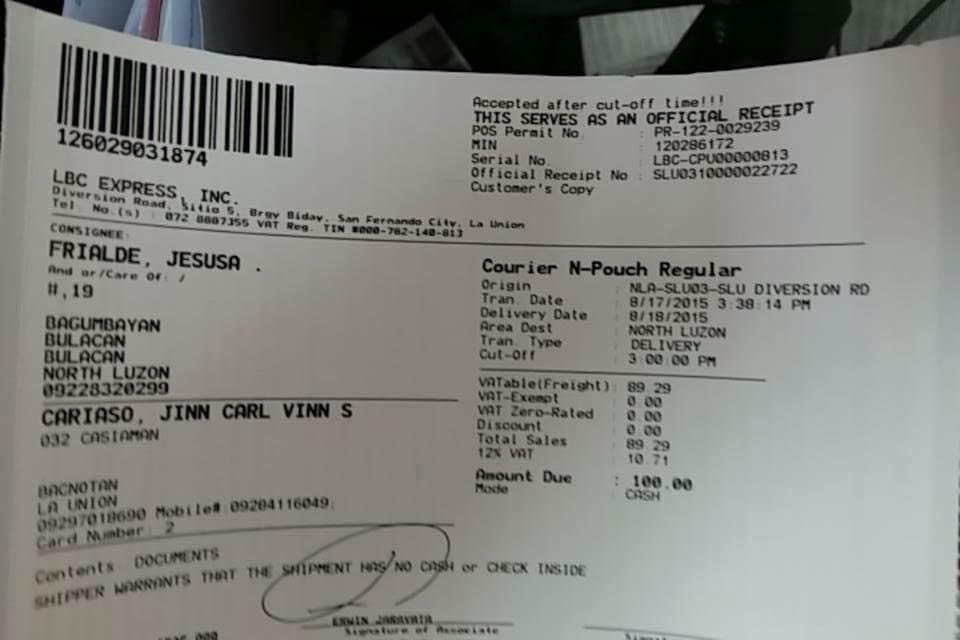 126029031874
Accepted after cut-off time!!!
THIS SERVES AS AN OFFICIAL RECEIPT
POS Permit No. : PR-122-0029239
MIN : 120286172
Serial No. : LBC-CPU00000813
Official Receipt No : SLU0310000022722
Customer's Copy
LBC EXPRESS, INC.
Diversion Road, Sitio 5, Brgy Biday, San Fernando City, La Union
Tel. No.(s) : 072 8887355 VAT Reg. TIN #000-782-140-813
CONSIGNEE:
FRIALDE, JESUSA .
And or/Care Of: /
#,19
BAGUMBAYAN
BULACAN
BULACAN
NORTH LUZON
09228320299
CARIASO, JINN CARL VINN S
032 CASIAMAN
BACNOTAN
LA UNION
09297018690 Mobile#:09284116049,
Card Number: 2
Courier N-Pouch Regular
Origin : NLA-SLU03-SLU DIVERSION RD
Tran. Date : 8/17/2015 3:38:14 PM
Delivery Date : 8/18/2015
Area Dest : NORTH LUZON
Tran. Type : DELIVERY
Cut-Off : 3:00:00 PM
VATable(Freight) : 89.29
VAT-Exempt : 0.00
VAT Zero-Rated : 0.00
Discount : 0.00
Total Sales : 89.29
12% VAT : 10.71
Amount Due : 100.00
Mode : CASH
Contents: DOCUMENTS
SHIPPER WARRANTS THAT THE SHIPMENT HAS NO CASH or CHECK INSIDE
ERWIN
Signature of Associate